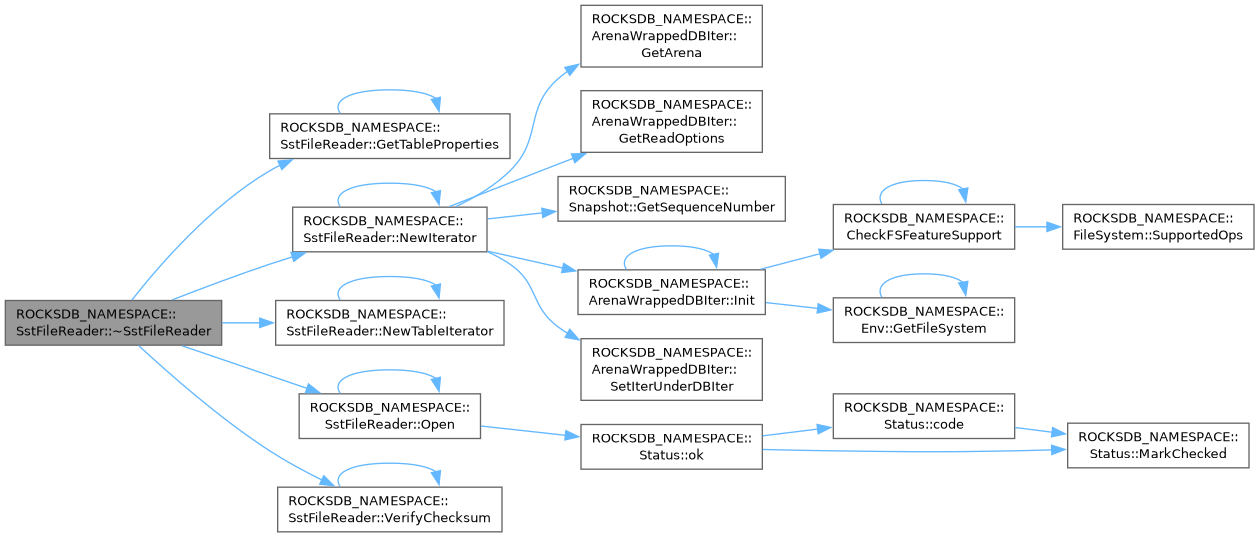 ROCKSDB_NAMESPACE::
SstFileReader::~SstFileReader
ROCKSDB_NAMESPACE::
SstFileReader::GetTableProperties
ROCKSDB_NAMESPACE::
SstFileReader::NewIterator
ROCKSDB_NAMESPACE::
SstFileReader::NewTableIterator
ROCKSDB_NAMESPACE::
SstFileReader::Open
ROCKSDB_NAMESPACE::
SstFileReader::VerifyChecksum
ROCKSDB_NAMESPACE::
ArenaWrappedDBIter::
GetArena
ROCKSDB_NAMESPACE::
ArenaWrappedDBIter::
GetReadOptions
ROCKSDB_NAMESPACE::
Snapshot::GetSequenceNumber
ROCKSDB_NAMESPACE::
ArenaWrappedDBIter::Init
ROCKSDB_NAMESPACE::
ArenaWrappedDBIter::
SetIterUnderDBIter
ROCKSDB_NAMESPACE::
Status::ok
ROCKSDB_NAMESPACE::
CheckFSFeatureSupport
ROCKSDB_NAMESPACE::
Env::GetFileSystem
ROCKSDB_NAMESPACE::
Status::code
ROCKSDB_NAMESPACE::
FileSystem::SupportedOps
ROCKSDB_NAMESPACE::
Status::MarkChecked